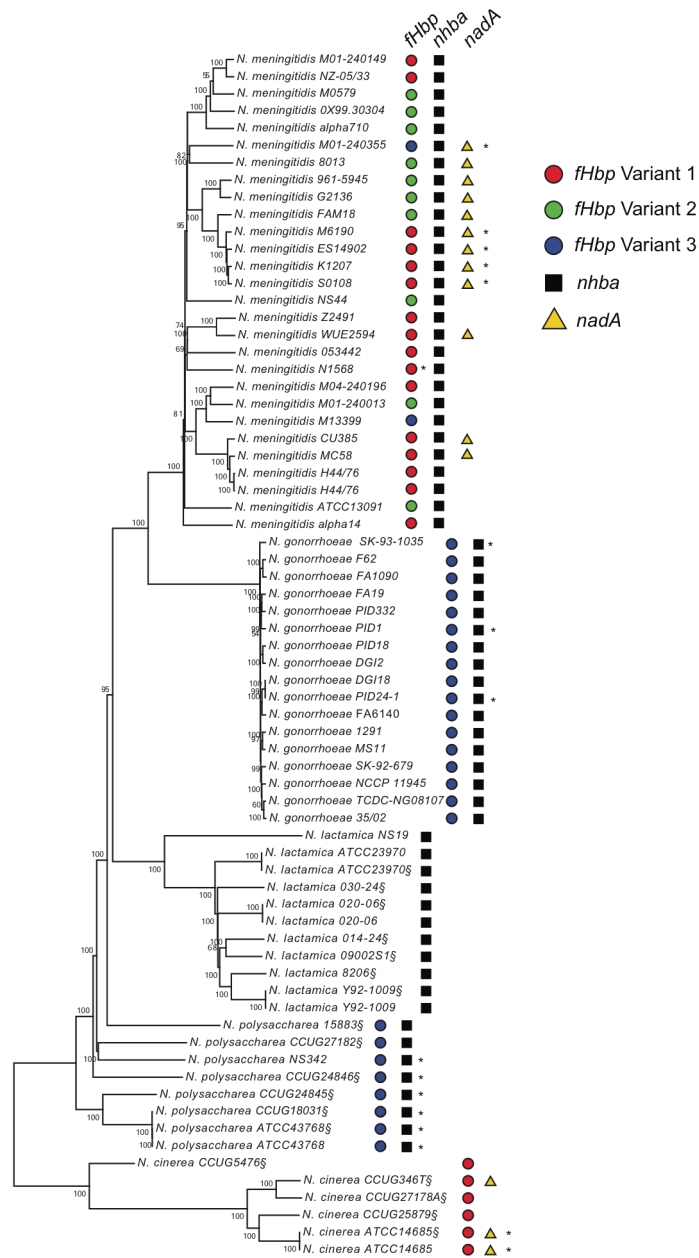 fHbp nhba nadA
N. meningitidis M01-240149
N. meningitidis NZ-05/33
N. meningitidis M0579
N. meningitidis 0X99.30304
N. meningitidis alpha710
N. meningitidis M01-240355 *
N. meningitidis 8013
N. meningitidis 961-5945
N. meningitidis G2136
N. meningitidis FAM18
N. meningitidis M6190 *
N. meningitidis ES14902 *
N. meningitidis K1207 *
N. meningitidis S0108 *
N. meningitidis NS44
N. meningitidis Z2491
N. meningitidis WUE2594
N. meningitidis 053442
N. meningitidis N1568 *
N. meningitidis M04-240196
N. meningitidis M01-240013
N. meningitidis M13399
N. meningitidis CU385
N. meningitidis MC58
N. meningitidis H44/76
N. meningitidis H44/76
N. meningitidis ATCC13091
N. meningitidis alpha14
N. gonorrhoeae SK-93-1035 *
N. gonorrhoeae F62
N. gonorrhoeae FA1090
N. gonorrhoeae FA19
N. gonorrhoeae PID332
N. gonorrhoeae PID1 *
N. gonorrhoeae PID18
N. gonorrhoeae DGI2
N. gonorrhoeae DGI18
N. gonorrhoeae PID24-1 *
N. gonorrhoeae FA6140
N. gonorrhoeae 1291
N. gonorrhoeae MS11
N. gonorrhoeae SK-92-679
N. gonorrhoeae NCCP 11945
N. gonorrhoeae TCDC-NG08107
N. gonorrhoeae 35/02
N. lactamica NS19
N. lactamica ATCC23970
N. lactamica ATCC23970§
N. lactamica 030-24§
N. lactamica 020-06§
N. lactamica 020-06
N. lactamica 014-24§
N. lactamica 09002S1§
N. lactamica 8206§
N. lactamica Y92-1009§
N. lactamica Y92-1009
N. polysaccharea 15883§
N. polysaccharea CCUG27182§
N. polysaccharea NS342 *
N. polysaccharea CCUG24846§ *
N. polysaccharea CCUG24845§ *
N. polysaccharea CCUG18031§ *
N. polysaccharea ATCC43768§ *
N. polysaccharea ATCC43768 *
N. cinerea CCUG5476§
N. cinerea CCUG346T§
N. cinerea CCUG27178A§
N. cinerea CCUG25879§
N. cinerea ATCC14685§ *
N. cinerea ATCC14685 *
fHbp Variant 1
fHbp Variant 2
fHbp Variant 3
nhba
nadA